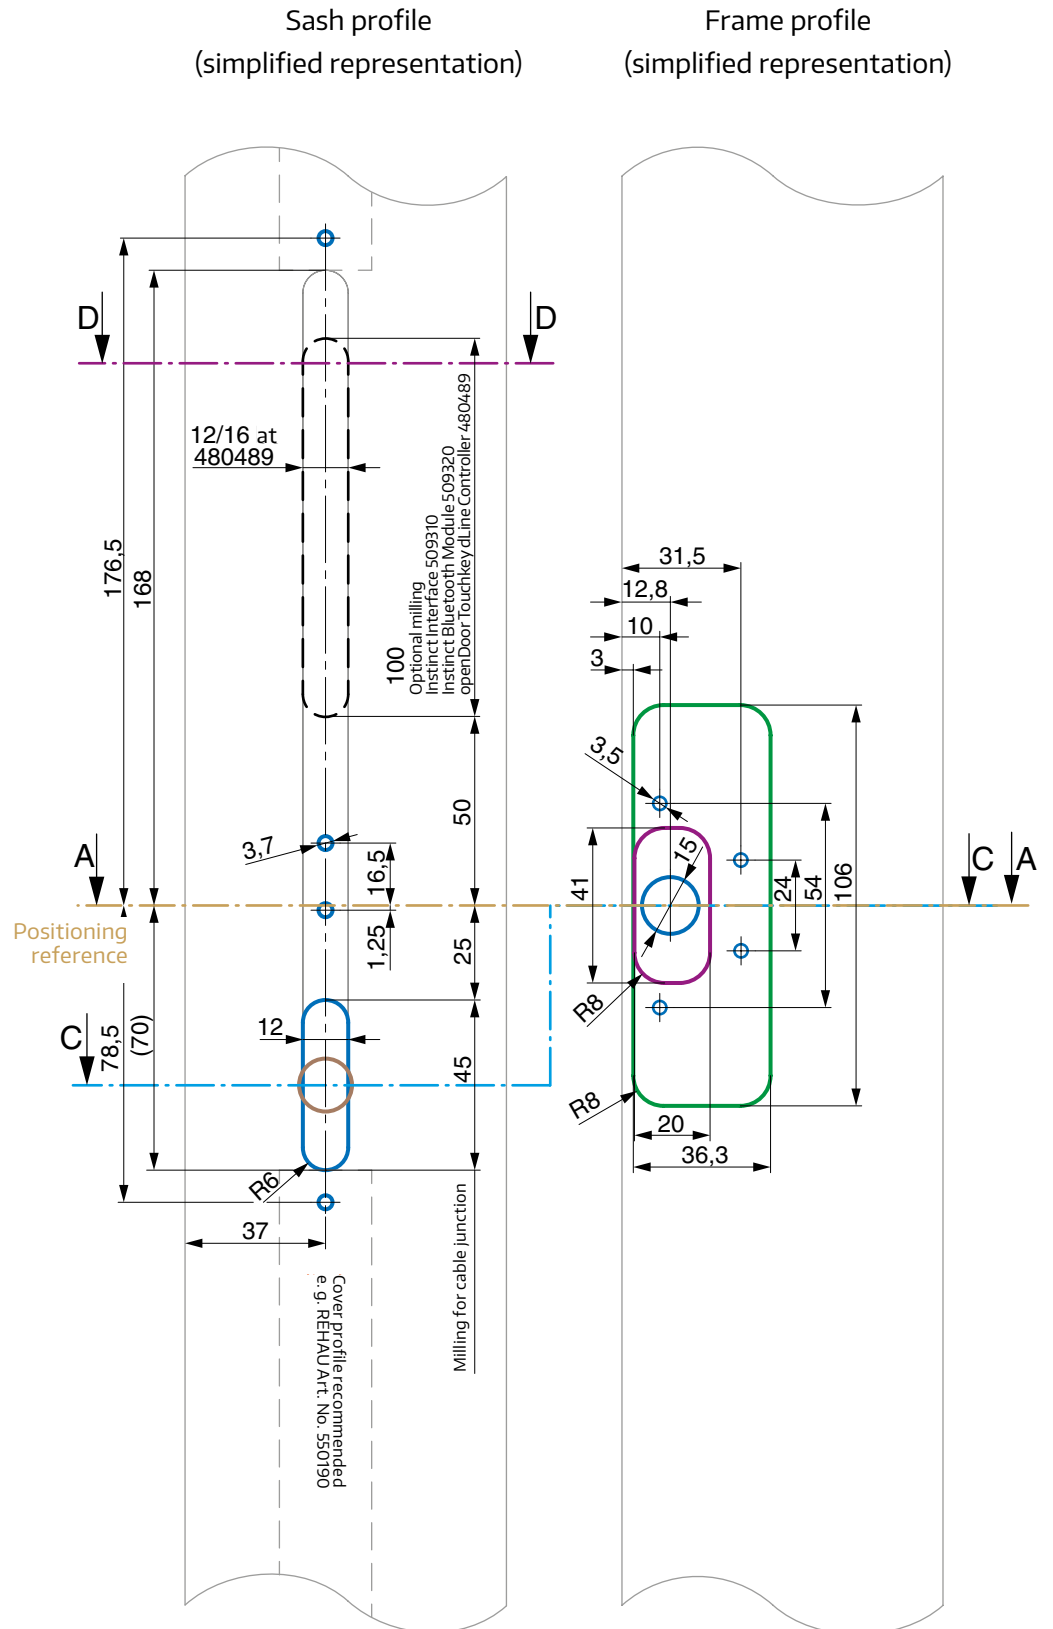 Sash profile
(simplified representation)
Frame profile
(simplified representation)
D
D
12/16 at
480489
176,5
168
100
Optional milling
Instinct Interface 509310
Instinct Bluetooth Module 509320
openDoor Touchkey dLine Controller 480489
50
3,7
16,5
A
Positioning
reference
1,25
25
C
78,5
(70)
12
45
R6
37
Milling for cable junction
Cover profile recommended
e. g. REHAU Art. No. 550190
31,5
12,8
10
3
3,5
15
41
24
54
106
C
A
R8
R8
20
36,3